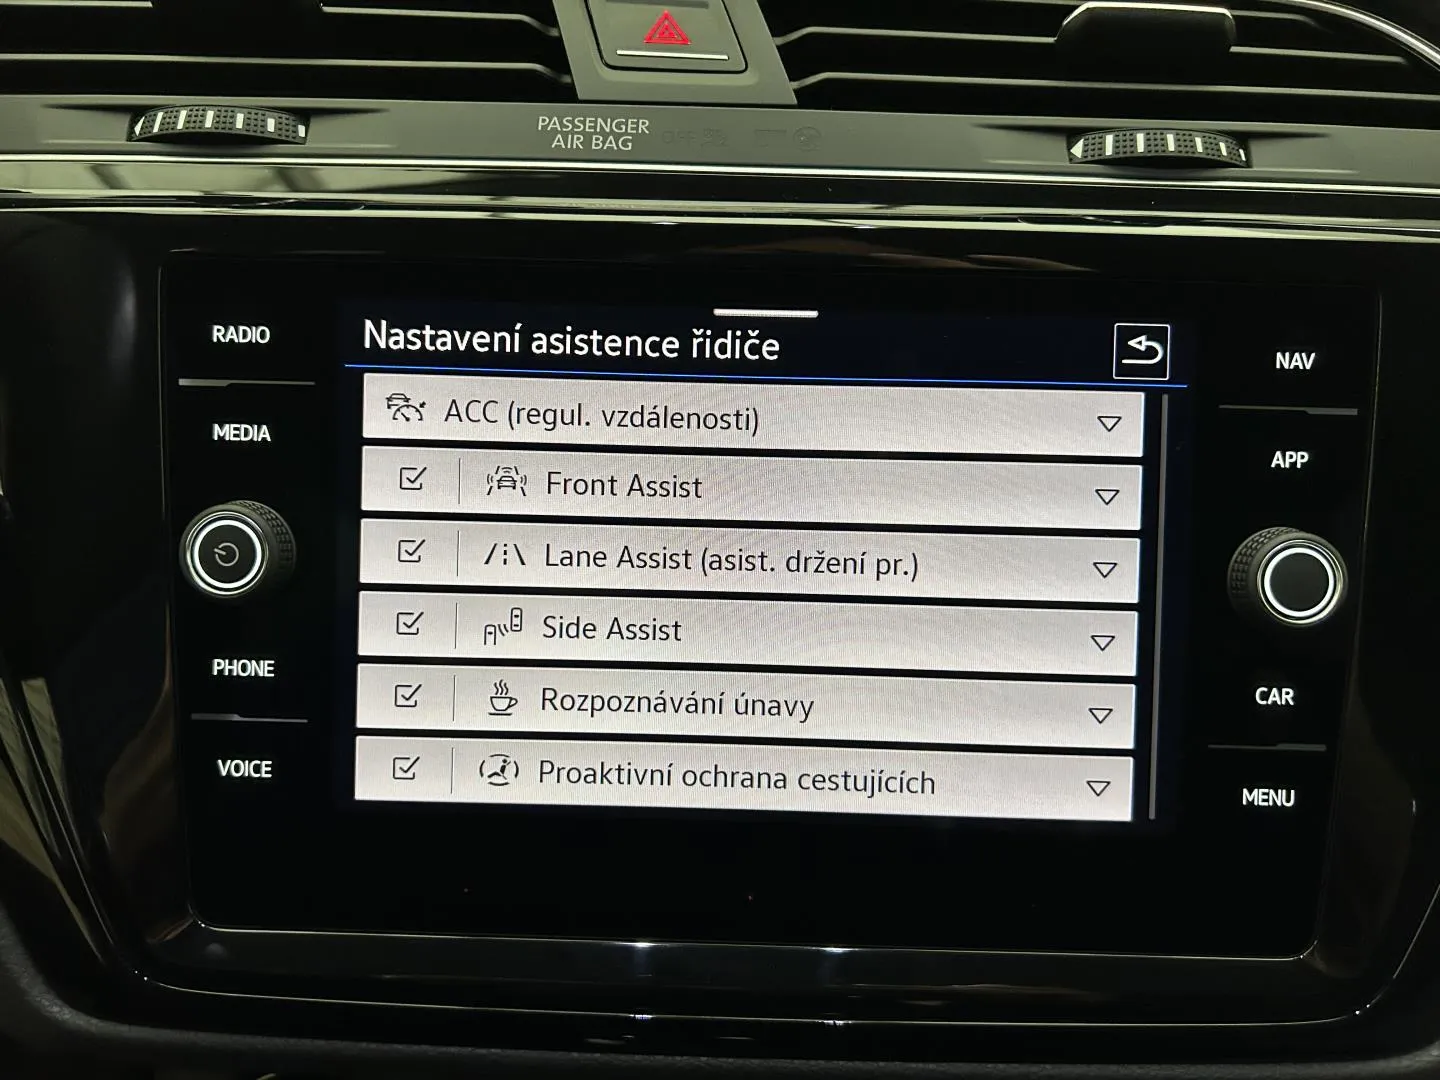 PASSENGER
AIR BAG
RADIO
MEDIA
PHONE
VOICE
Nastavení asistence řidiče
ACC (regul. vzdálenosti)
Front Assist
Lane Assist (asist. držení pr.)
Side Assist
Rozpoznávání únavy
Proaktivní ochrana cestujících
NAV
APP
CAR
MENU